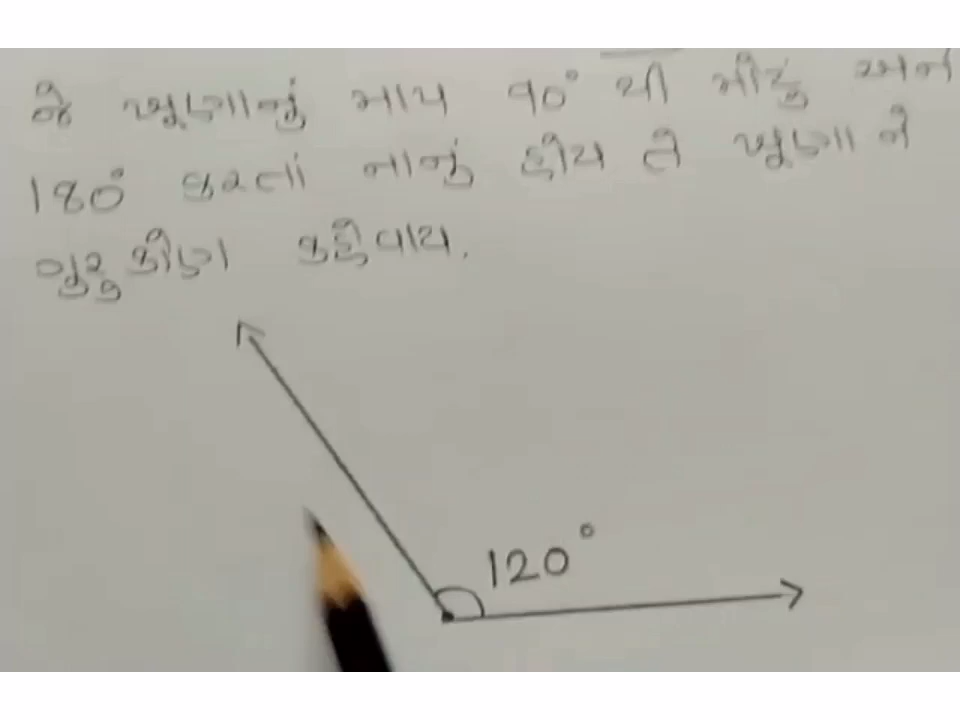 જે ખૂણાનું માપ 90° થી મોટું અને
180° કરતાં નાનું હોય તે ખૂણાને
ગુરુકોણ કહેવાય.
120°